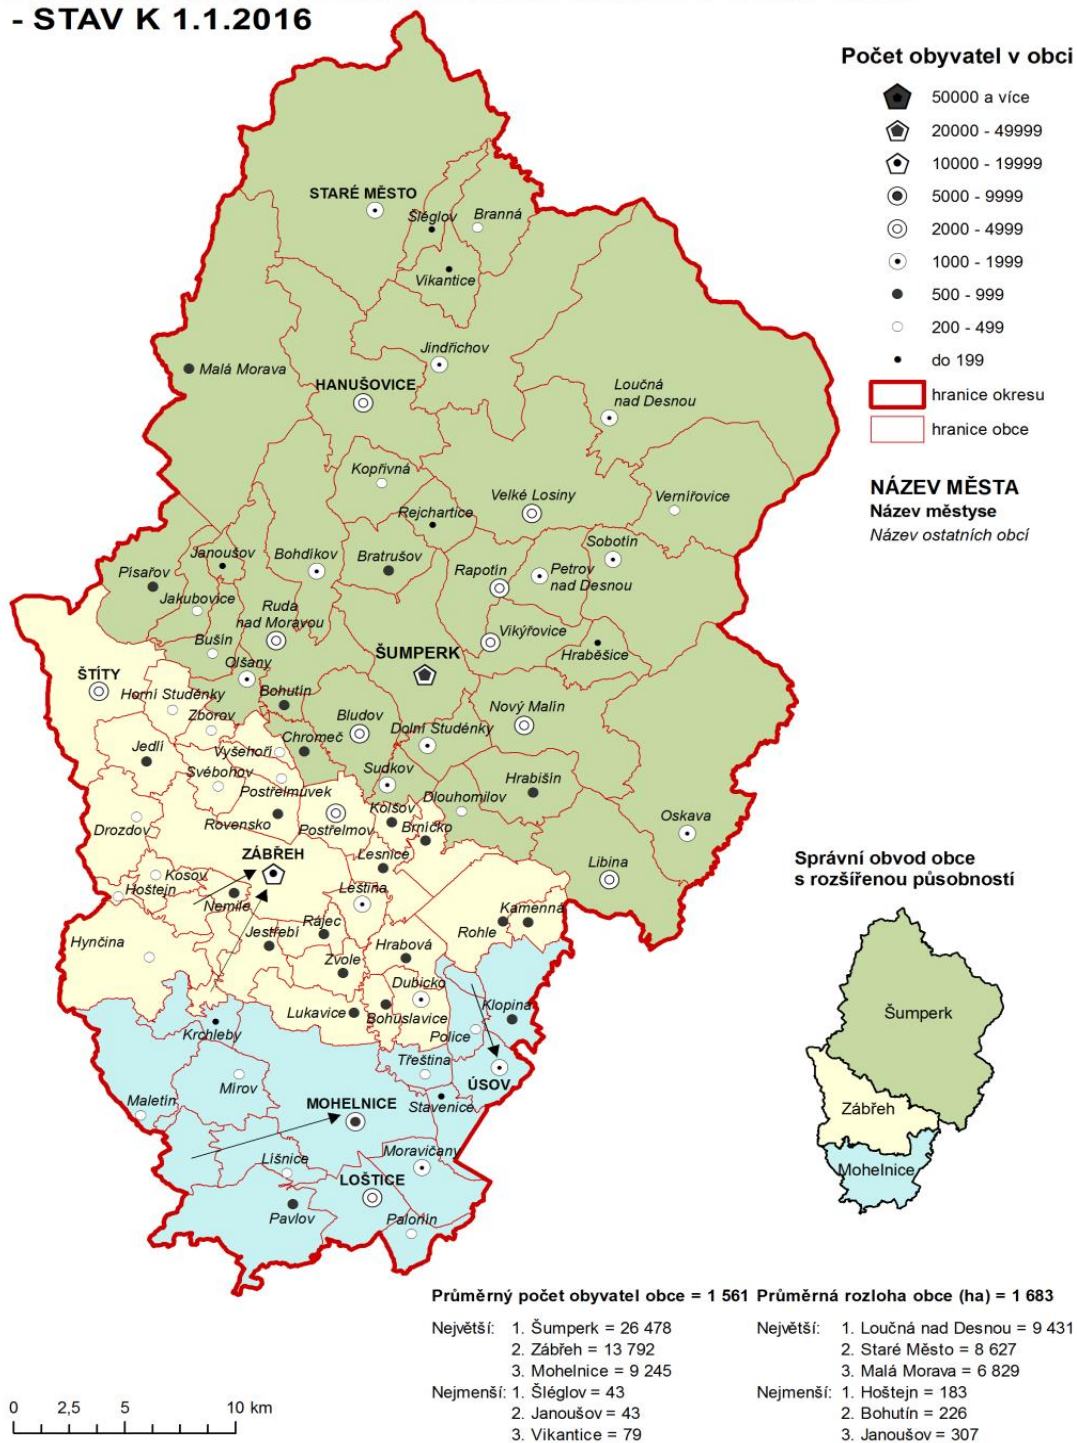 - STAV K 1.1.2016
Počet obyvatel v obci
50000 a více
20000 - 49999
10000 - 19999
5000 - 9999
2000 - 4999
1000 - 1999
500 - 999
200 - 499
do 199
hranice okresu
hranice obce
NÁZEV MĚSTA
Název městyse
Název ostatních obcí
STARÉ MĚSTO
Šléglov
Branná
Vikantice
Jindřichov
Malá Morava
HANUŠOVICE
Loučná
nad Desnou
Kopřivná
Velké Losiny
Vernířovice
Rejchartice
Sobotín
Janoušov
Bohdíkov
Bratrušov
Rapotín
Petrov
nad Desnou
Písařov
Jakubovice
Ruda
nad Moravou
Bušín
Vikýřovice
Hraběšice
ŠUMPERK
Olšany
ŠTÍTY
Horní Studénky
Bohutín
Nový Malín
Zborov
Bludov
Dolní Studénky
Chromeč
Jedlí
Vyšehoří
Svébohov
Sudkov
Hrabišín
Postřelmůvek
Dlouhomilov
Kolšov
Oskava
Drozdov
Rovensko
Postřelmov
Brníčko
ZÁBŘEH
Lesnice
Libina
Kosov
Hoštejn
Nemile
Leština
Kamenná
Rohle
Rájec
Jestřebí
Hynčina
Hrabová
Zvole
Dubicko
Lukavice
Bohuslavice
Klopina
Police
Krchleby
Třeština
ÚSOV
Mírov
Maletín
MOHELNICE
Stavenice
Líšnice
Moravičany
LOŠTICE
Pavlov
Palonín
Správní obvod obce
s rozšířenou působností
Šumperk
Zábřeh
Mohelnice
Průměrný počet obyvatel obce = 1 561
Největší: 1. Šumperk = 26 478
2. Zábřeh = 13 792
3. Mohelnice = 9 245
Nejmenší: 1. Šléglov = 43
2. Janoušov = 43
3. Vikantice = 79
Průměrná rozloha obce (ha) = 1 683
Největší: 1. Loučná nad Desnou = 9 431
2. Staré Město = 8 627
3. Malá Morava = 6 829
Nejmenší: 1. Hoštejn = 183
2. Bohutín = 226
3. Janoušov = 307
0 2,5 5 10 km